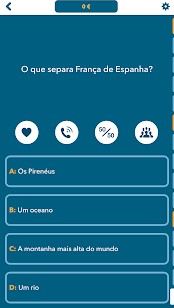 0 €
O que separa França de Espanha?
50/50
A: Os Pirenéus
B: Um oceano
C: A montanha mais alta do mundo
D: Um rio